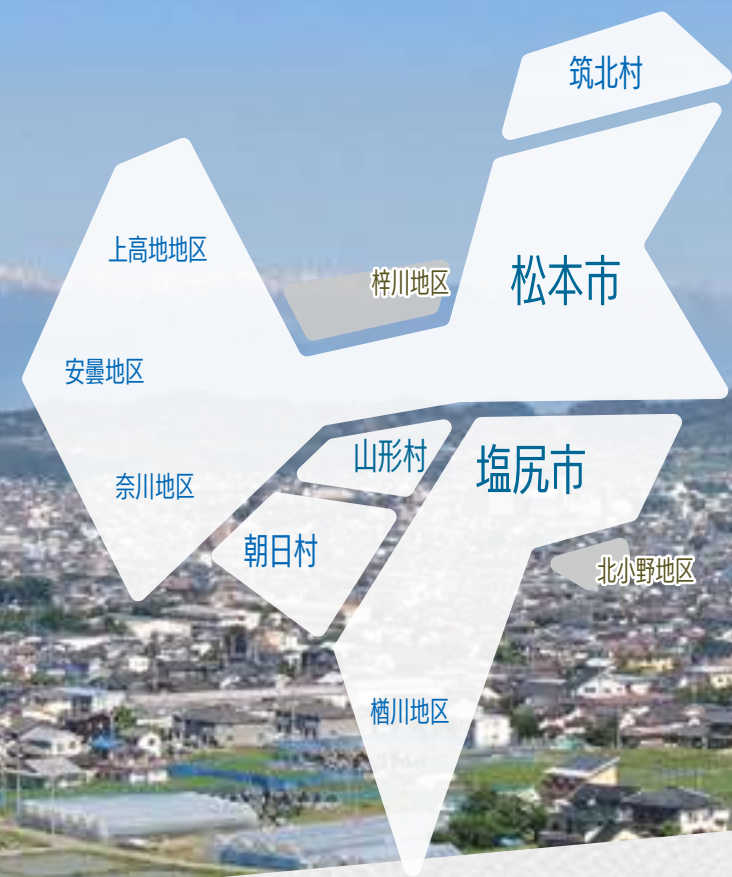 筑北村
上高地地区
梓川地区
松本市
安曇地区
山形村
塩尻市
奈川地区
朝日村
北小野地区
楢川地区